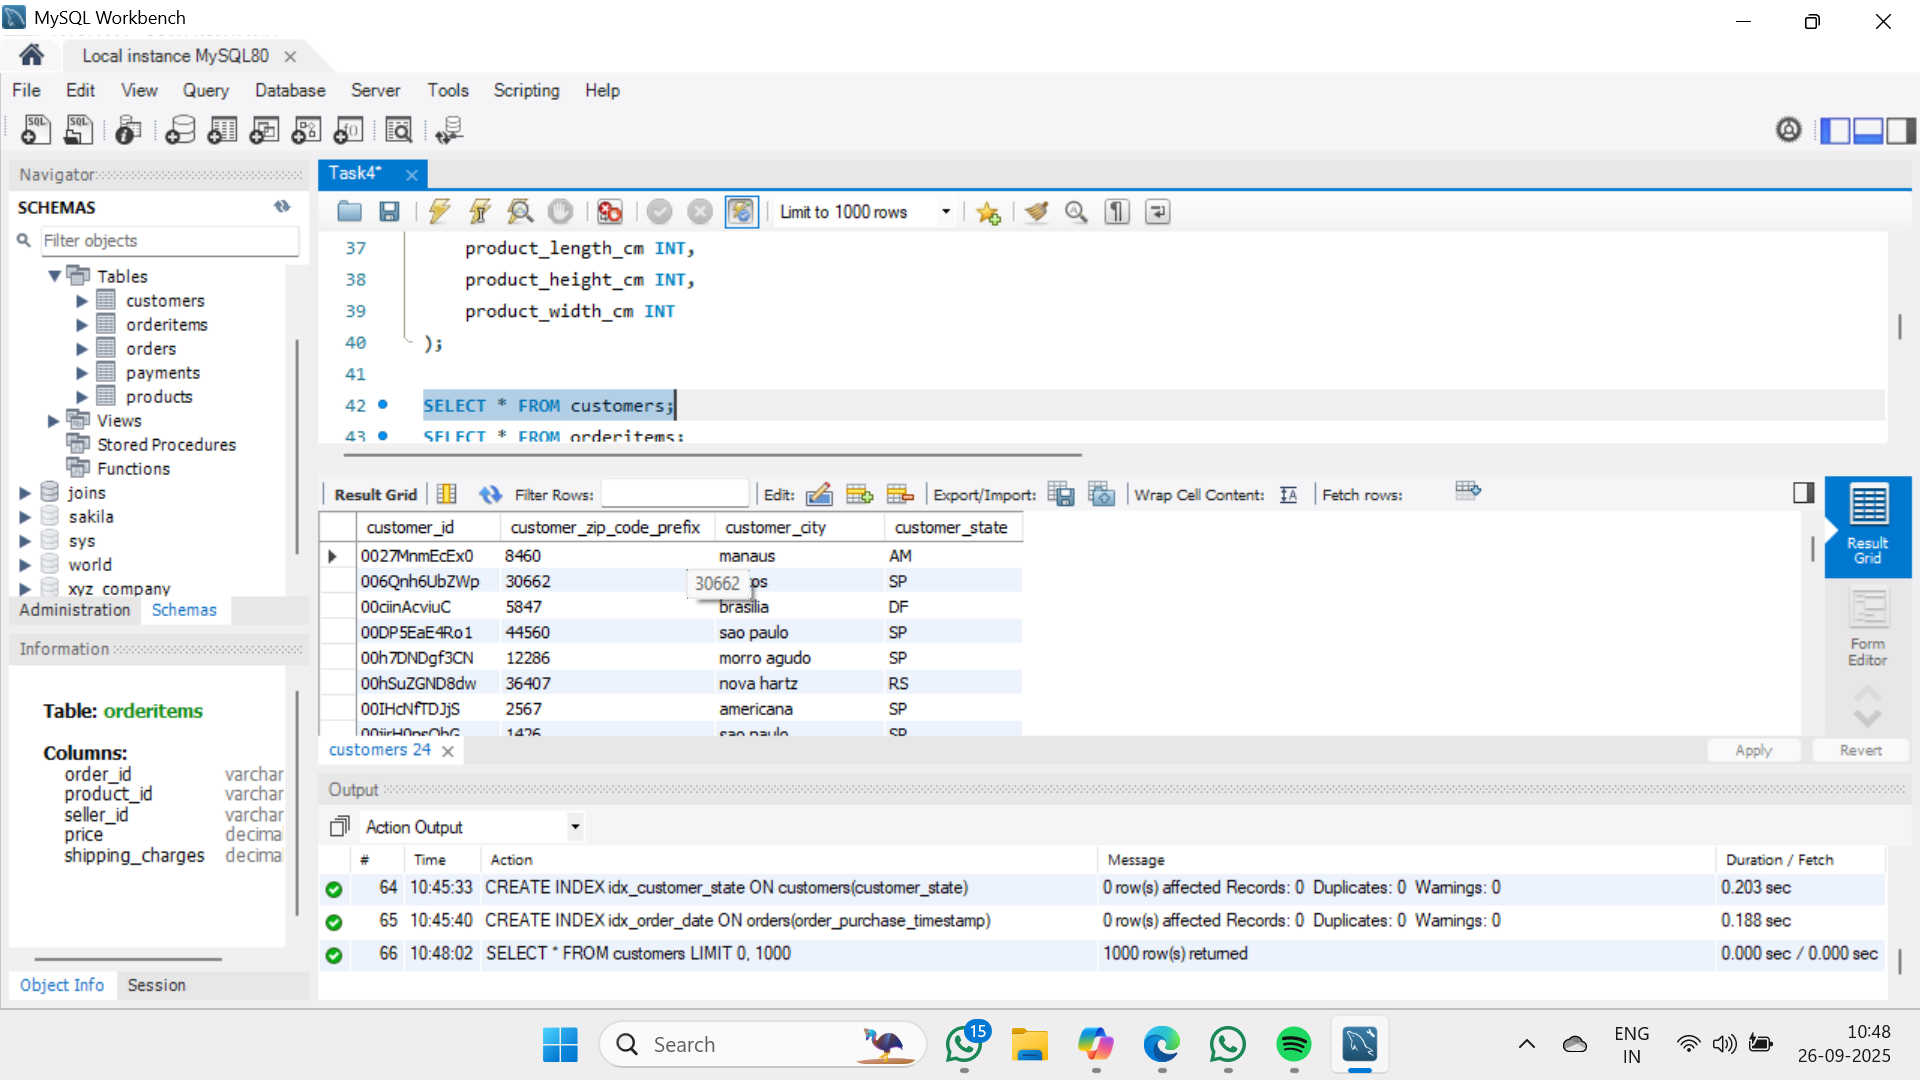 MySQL Workbench
Local instance MySQL80
File Edit View Query Database Server Tools Scripting Help
Navigator
SCHEMAS
Filter objects
Tables
customers
orderitems
orders
payments
products
Views
Stored Procedures
Functions
joins
sakila
sys
world
xyz_company
Administration Schemas
Information
Table: orderitems
Columns:
order_id varchar
product_id varchar
seller_id varchar
price decima
shipping_charges decima
Object Info Session
Task4*
Limit to 1000 rows
37 product_length_cm INT,
38 product_height_cm INT,
39 product_width_cm INT
40 );
41
42 SELECT * FROM customers;
43 SELECT * FROM orderitems;
Result Grid Filter Rows: Edit: Export/Import: Wrap Cell Content: Fetch rows:
customer_id customer_zip_code_prefix customer_city customer_state
0027MnmEcEx0 8460 manaus AM
006Qnh6UbZWp 30662 30662 tos SP
00ciinAcviuC 5847 brasilia DF
00DP5EaE4Ro1 44560 sao paulo SP
00h7DNDgf3CN 12286 morro agudo SP
00hSuZGND8dw 36407 nova hartz RS
00IHcNfTDJjS 2567 americana SP
1426 sao paulo SP
Result Grid
Form Editor
customers 24
Apply Revert
Output
Action Output
# Time Action Message Duration / Fetch
64 10:45:33 CREATE INDEX idx_customer_state ON customers(customer_state) 0 row(s) affected Records: 0 Duplicates: 0 Warnings: 0 0.203 sec
65 10:45:40 CREATE INDEX idx_order_date ON orders(order_purchase_timestamp) 0 row(s) affected Records: 0 Duplicates: 0 Warnings: 0 0.188 sec
66 10:48:02 SELECT * FROM customers LIMIT 0, 1000 1000 row(s) returned 0.000 sec / 0.000 sec
Search
15
ENG
IN
10:48
26-09-2025